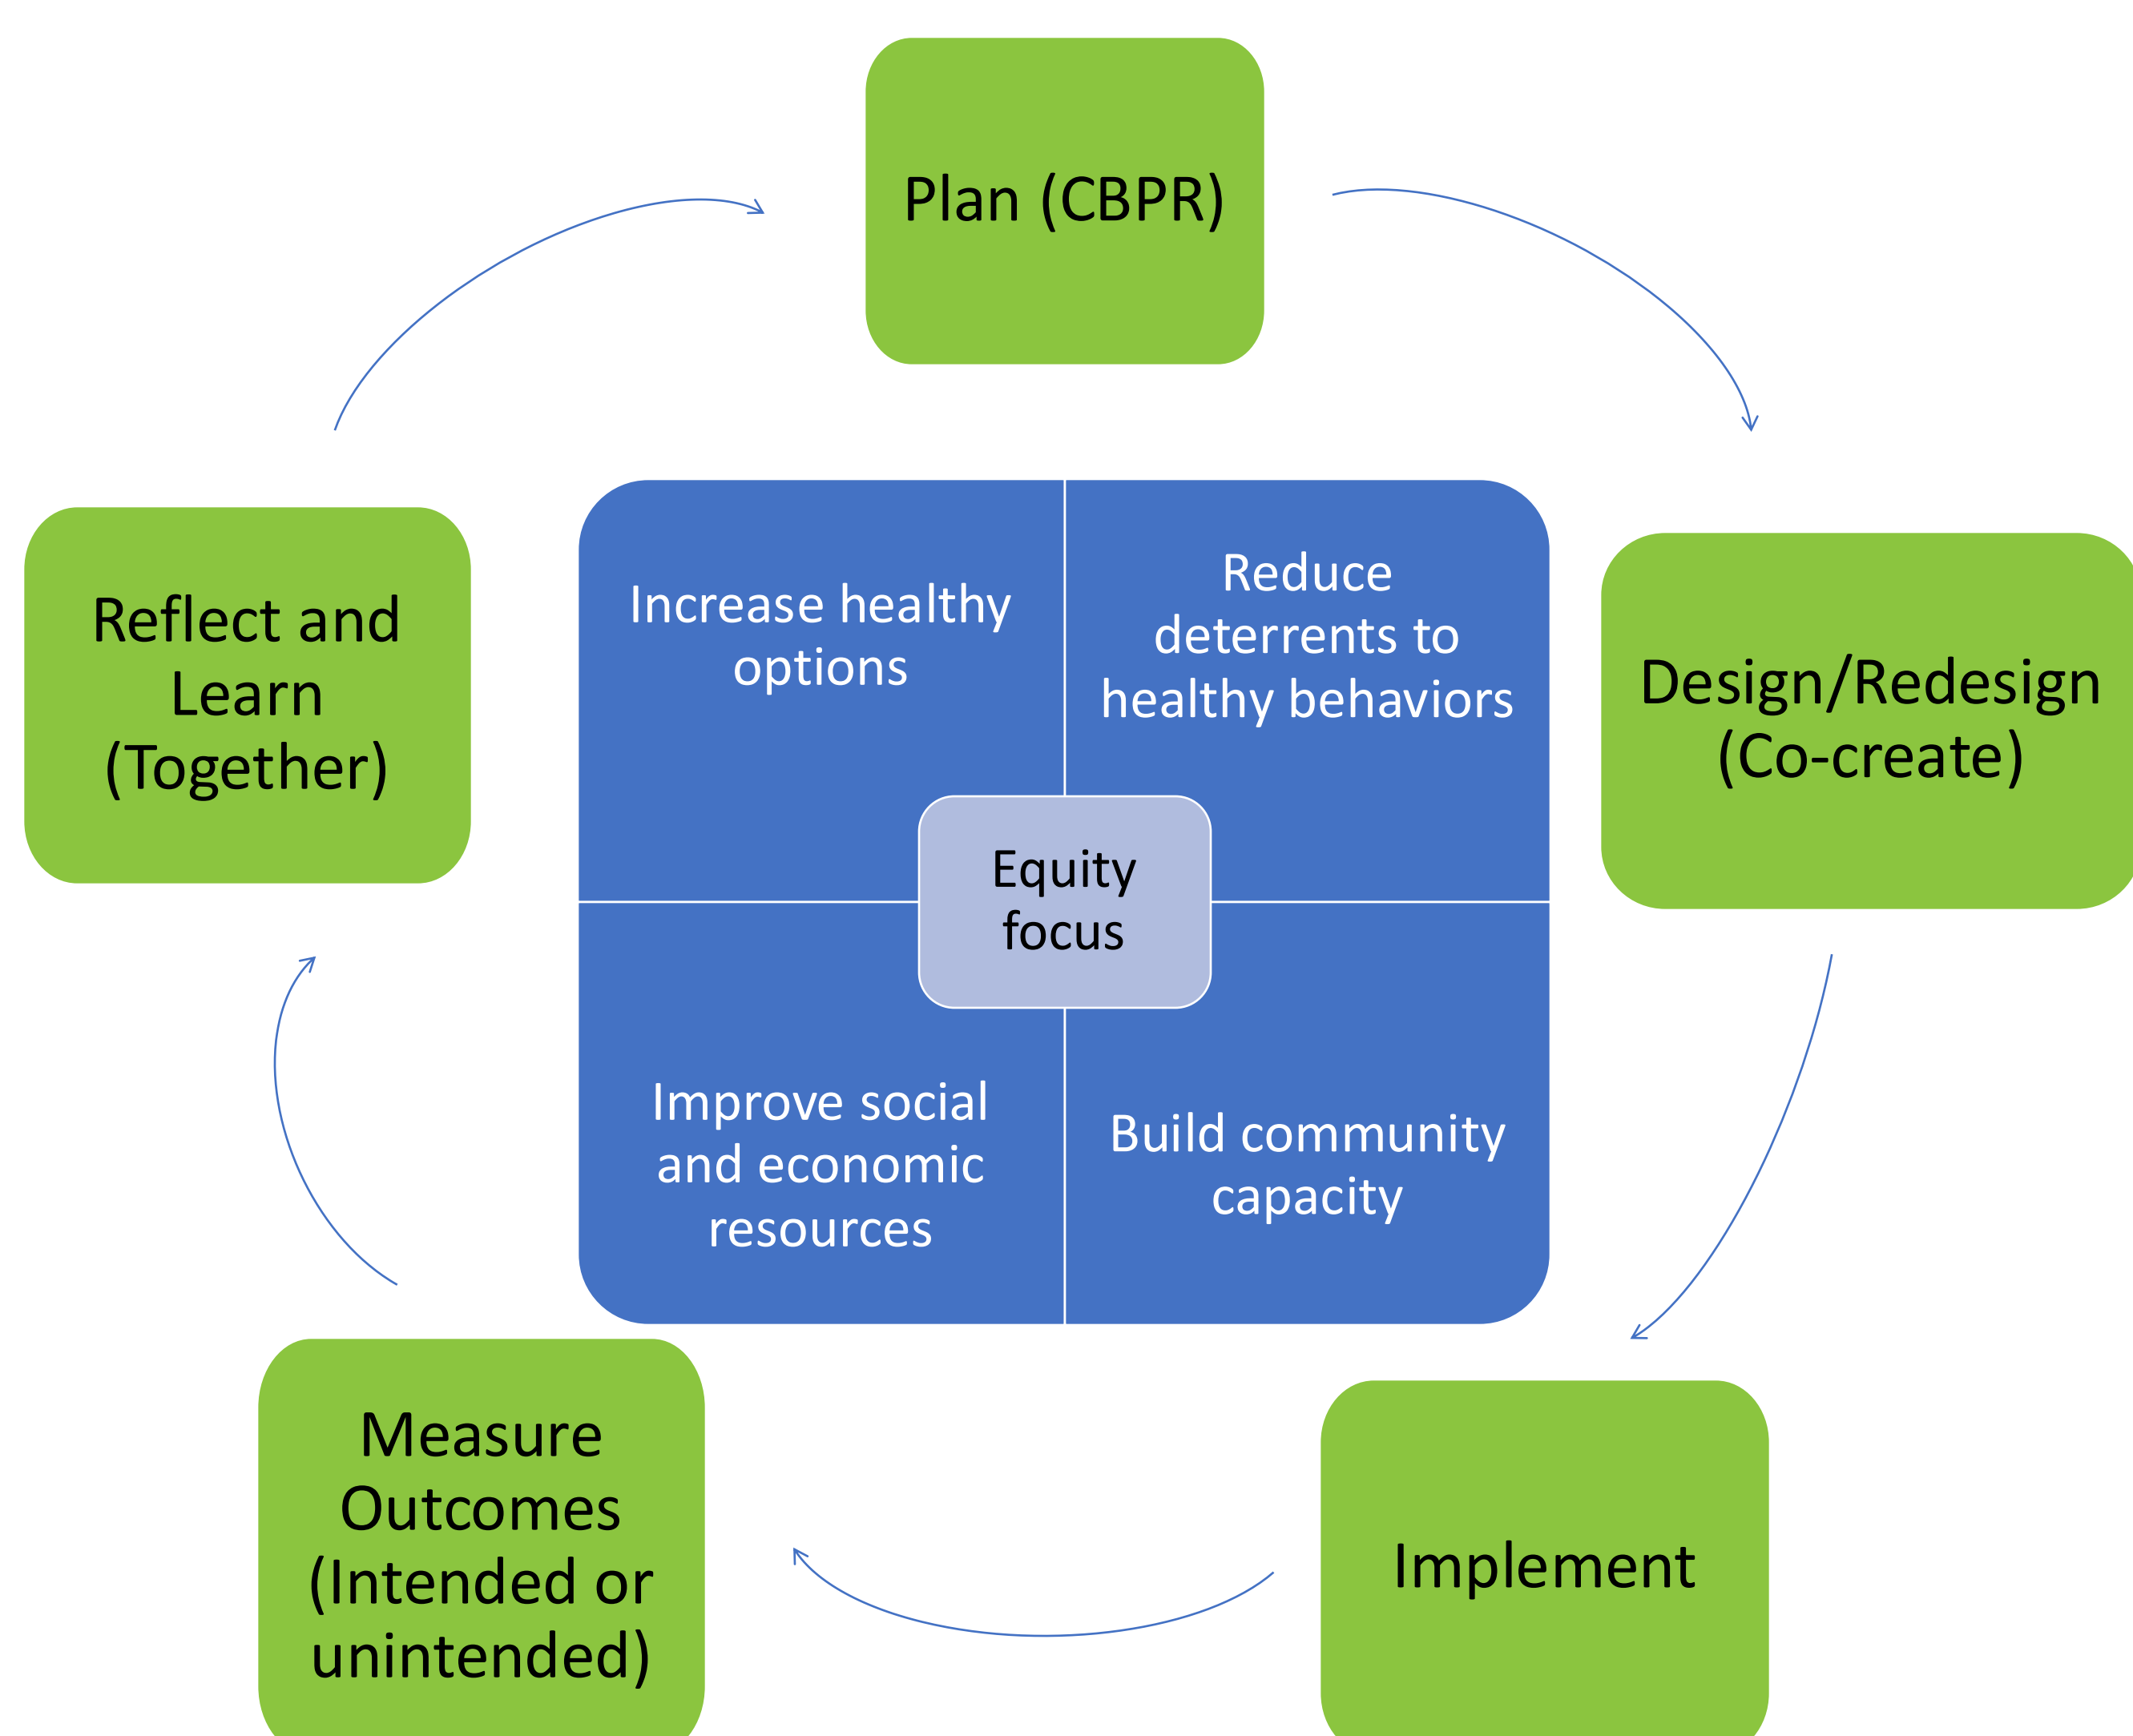 Plan (CBPR)
Reflect and
Learn
(Together)
Increase healthy
options
Reduce
deterrents to
healthy behaviors
Design/Redesign
(Co-create)
Equity
focus
Improve social
and economic
resources
Build community
capacity
Measure
Outcomes
(Intended or
unintended)
Implement